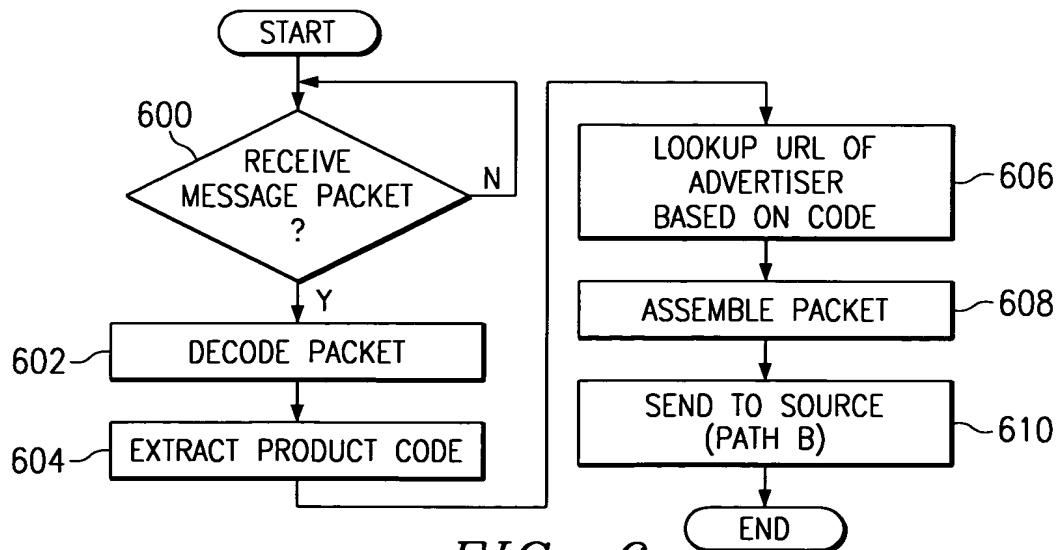 START
600
RECEIVE
MESSAGE PACKET
?
N
Y
602
DECODE PACKET
604
EXTRACT PRODUCT CODE
LOOKUP URL OF
ADVERTISER
BASED ON CODE
606
ASSEMBLE PACKET
608
SEND TO SOURCE
(PATH B)
610
END